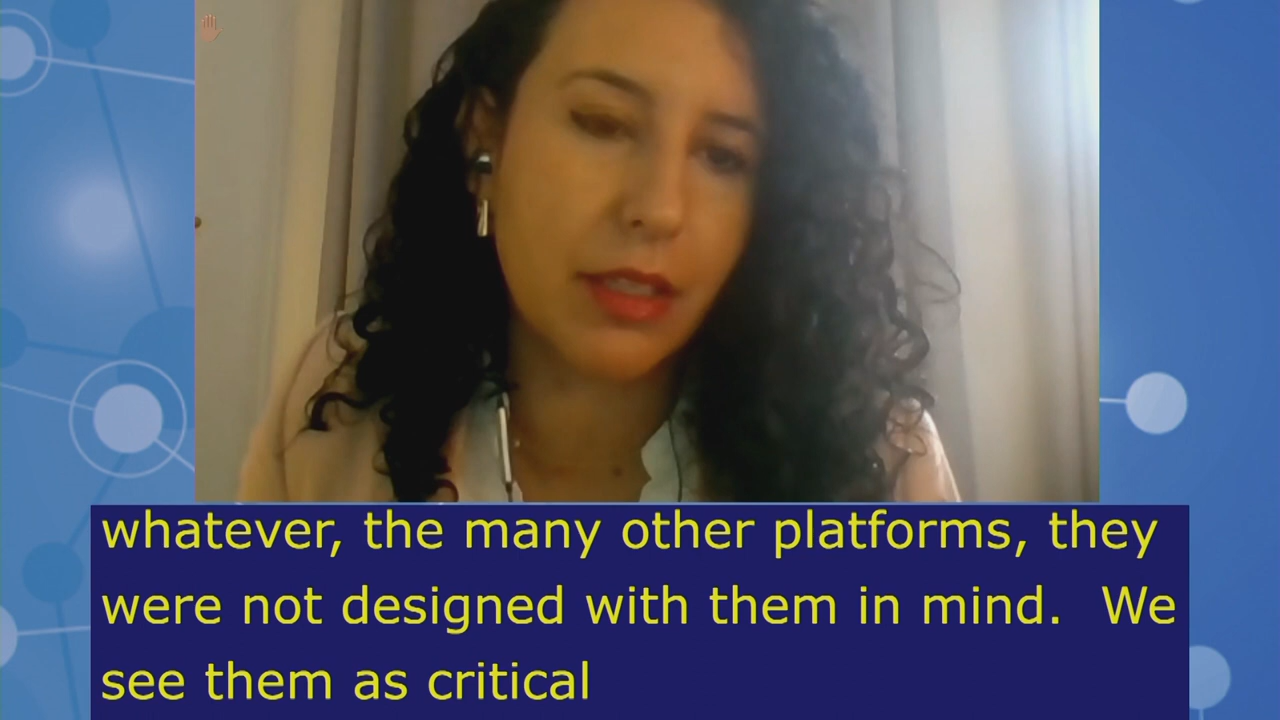 whatever, the many other platforms, they
were not designed with them in mind.  We
see them as critical